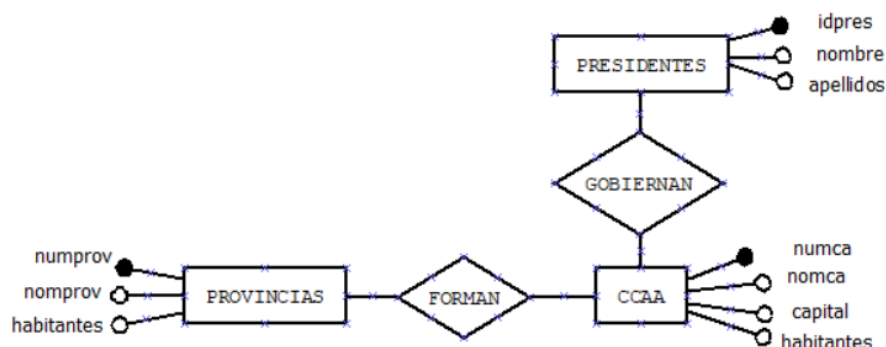 idpres
nombre
PRESIDENTES
apellidos
GOBIERNAN
numprov
numca
nomca
nomprov
PROVINCIAS
FORMAN
CCAA
capital
habitantes
habitantes